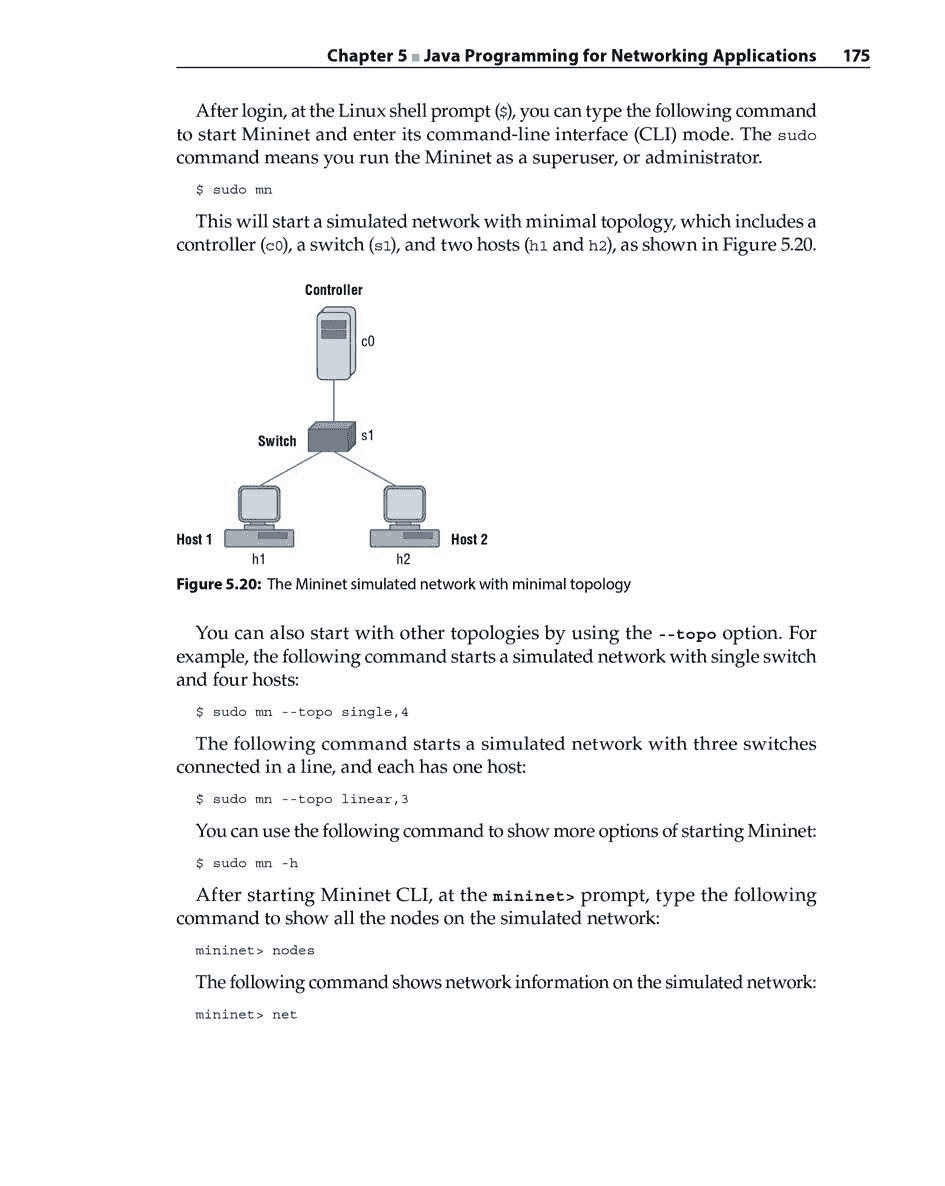 Chapter 5 ■ Java Programming for Networking Applications 175
After login, at the Linux shell prompt ($), you can type the following command
to start Mininet and enter its command-line interface (CLI) mode. The sudo
command means you run the Mininet as a superuser, or administrator.
$ sudo mn
This will start a simulated network with minimal topology, which includes a
controller (c0), a switch (s1), and two hosts (h1 and h2), as shown in Figure 5.20.
Controller
c0
Switch
s1
Host 1
Host 2
h1
h2
Figure 5.20: The Mininet simulated network with minimal topology
You can also start with other topologies by using the --topo option. For
example, the following command starts a simulated network with single switch
and four hosts:
$ sudo mn --topo single,4
The following command starts a simulated network with three switches
connected in a line, and each has one host:
$ sudo mn --topo linear,3
You can use the following command to show more options of starting Mininet:
$ sudo mn -h
After starting Mininet CLI, at the mininet> prompt, type the following
command to show all the nodes on the simulated network:
mininet> nodes
The following command shows network information on the simulated network:
mininet> net